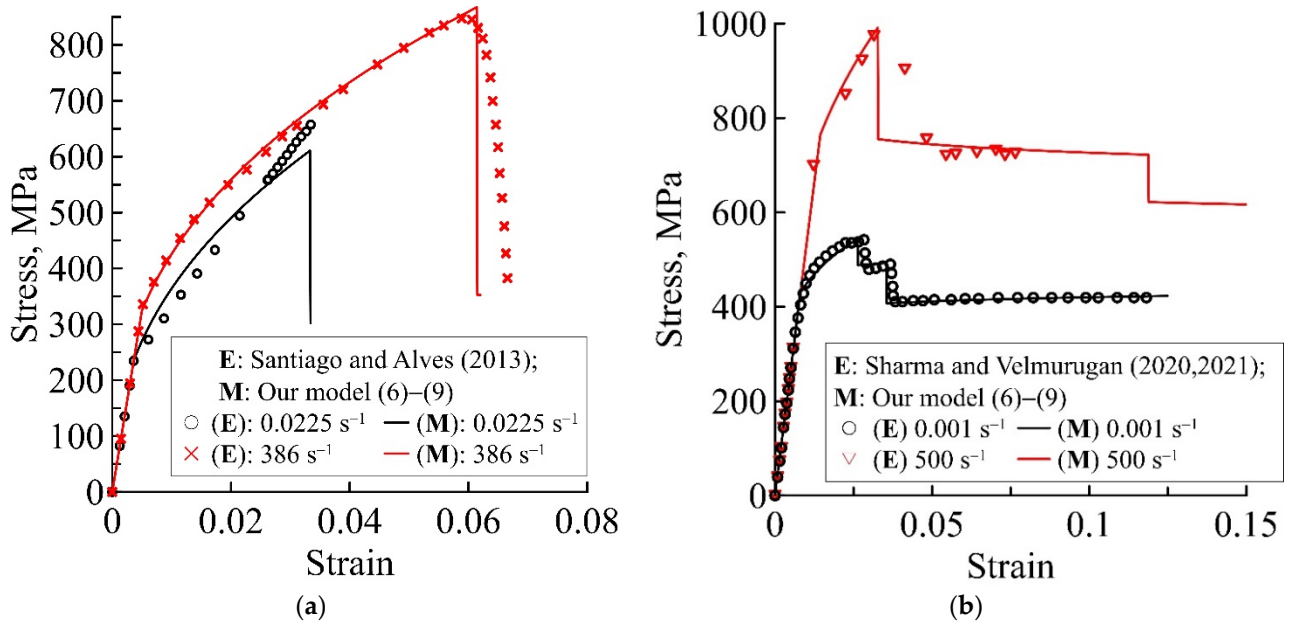 Stress, MPa
800
700
600
500
400
300
200
100
0
0
0.02
0.04
0.06
0.08
Strain
E: Santiago and Alves (2013);
M: Our model (6)–(9)
(E): 0.0225 s⁻¹ (M): 0.0225 s⁻¹
(E): 386 s⁻¹ (M): 386 s⁻¹
(a)
Stress, MPa
1000
800
600
400
200
0
0
0.05
0.1
0.15
Strain
E: Sharma and Velmurugan (2020,2021);
M: Our model (6)–(9)
(E) 0.001 s⁻¹ (M) 0.001 s⁻¹
(E) 500 s⁻¹ (M) 500 s⁻¹
(b)